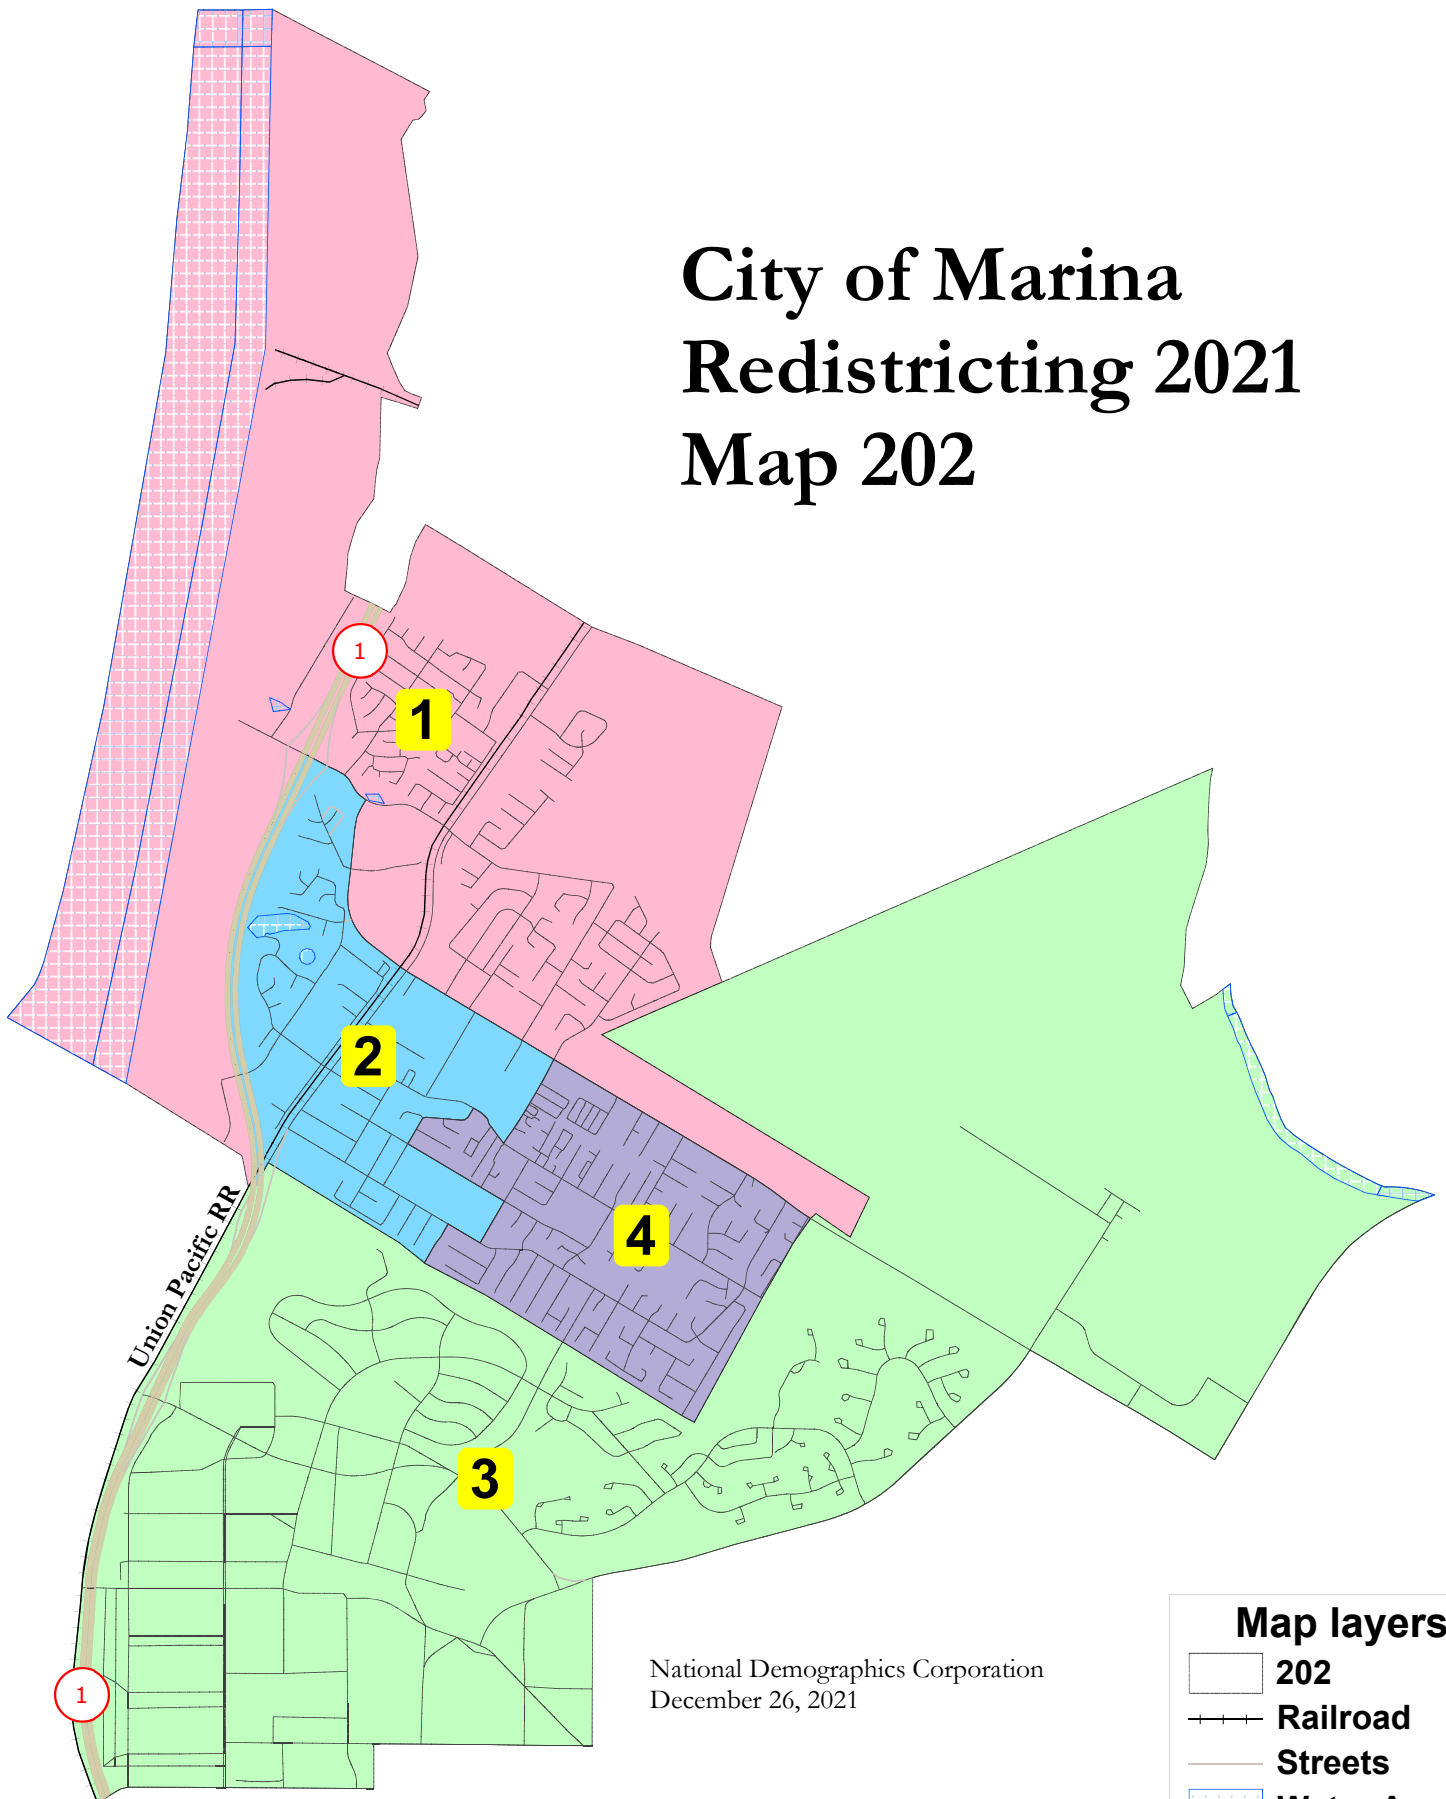 City of Marina
Redistricting 2021
Map 202
1
1
2
4
Union Pacific RR
3
1
National Demographics Corporation
December 26, 2021
Map layers
202
Railroad
Streets